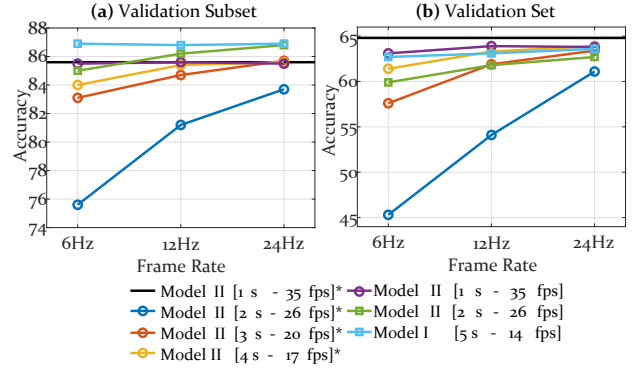 (a) Validation Subset
(b) Validation Set
Accuracy
88
86
84
82
80
78
76
74
6Hz 12Hz 24Hz
Frame Rate
Accuracy
65
60
55
50
45
6Hz 12Hz 24Hz
Frame Rate
Model II [1 s - 35 fps]*
Model II [2 s - 26 fps]*
Model II [3 s - 20 fps]*
Model II [4 s - 17 fps]*
Model II [1 s - 35 fps]
Model II [2 s - 26 fps]
Model I [5 s - 14 fps]